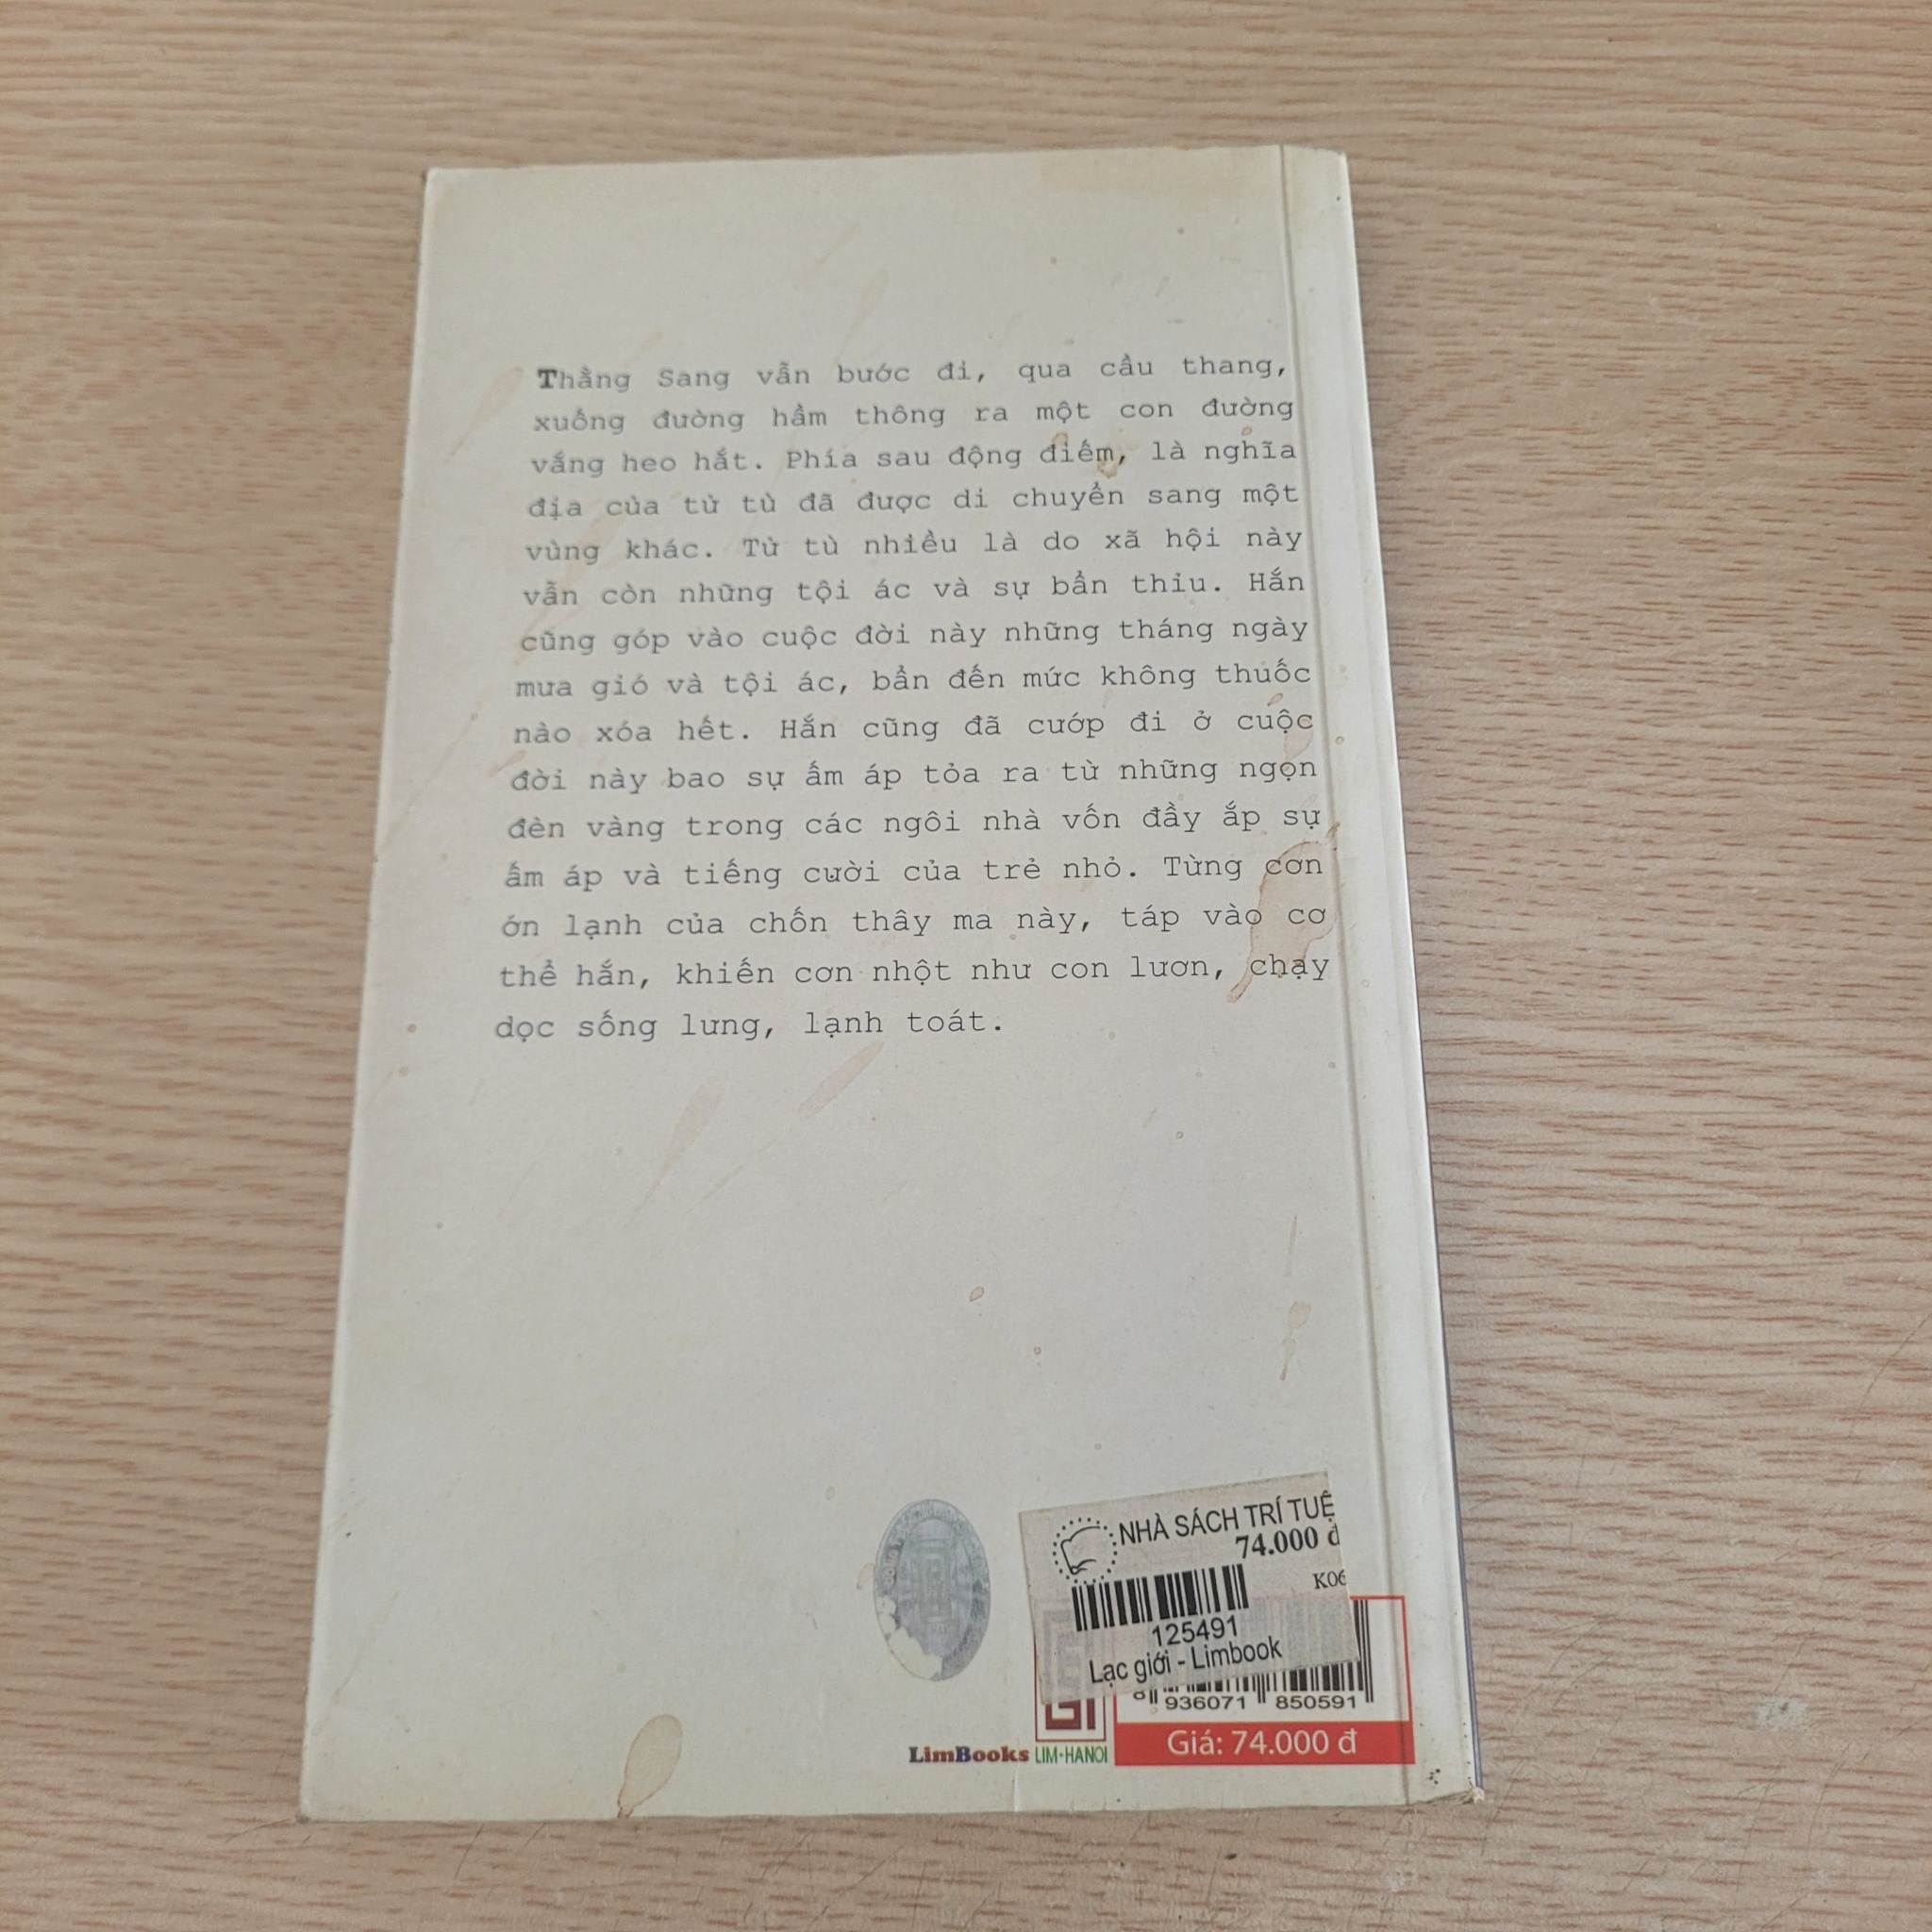 Thằng Sang vẫn bước đi, qua cầu thang,
xuống đường hầm thông ra một con đường
vắng heo hắt. Phía sau động điếm, là nghĩa
địa của tử tù đã được di chuyển sang một
vùng khác. Tử tù nhiều là do xã hội này
vẫn còn những tội ác và sự bẩn thỉu. Hắn
cũng góp vào cuộc đời này những tháng ngày
mưa gió và tội ác, bẩn đến mức không thuốc
nào xóa hết. Hắn cũng đã cướp đi ở cuộc
đời này bao sự ấm áp tỏa ra từ những ngọn
đèn vàng trong các ngôi nhà vốn đầy ắp sự
ấm áp và tiếng cười của trẻ nhỏ. Từng cơn
ớn lạnh của chốn thây ma này, táp vào cơ
thể hắn, khiến cơn nhột như con lươn, chạy
dọc sống lưng, lạnh toát.
NHÀ SÁCH TRÍ TUỆ
74.000 đ
K06
125491
Lạc giới - Limbook
8 936071 850591
LimBooks LIM·HANOI
Giá: 74.000 đ